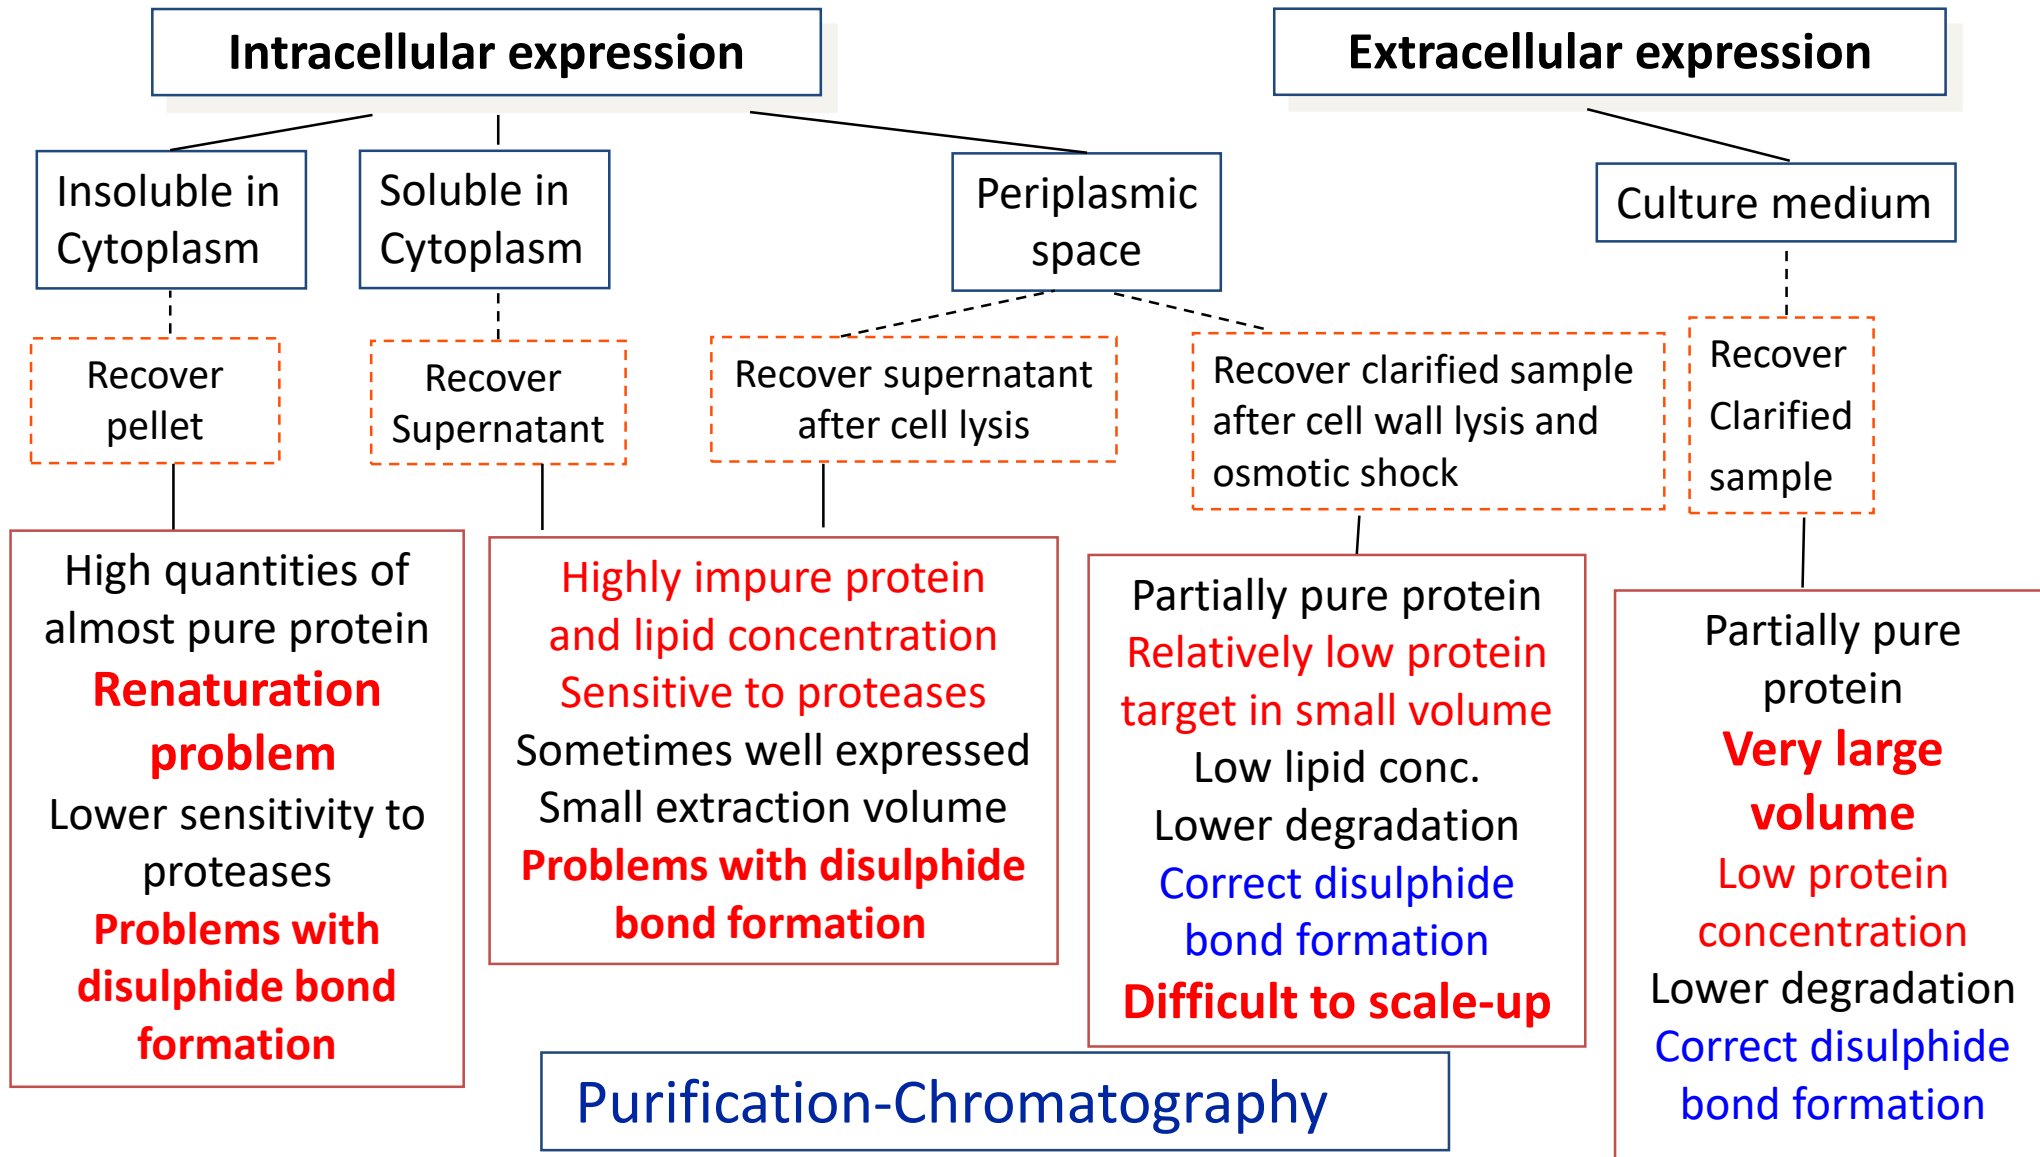 Intracellular expression
Extracellular expression
Insoluble in
Cytoplasm
Soluble in
Cytoplasm
Periplasmic
space
Culture medium
Recover
pellet
Recover
Supernatant
Recover supernatant
after cell lysis
Recover clarified sample
after cell wall lysis and
osmotic shock
Recover
Clarified
sample
High quantities of
almost pure protein
Renaturation
problem
Lower sensitivity to
proteases
Problems with
disulphide bond
formation
Highly impure protein
and lipid concentration
Sensitive to proteases
Sometimes well expressed
Small extraction volume
Problems with disulphide
bond formation
Partially pure protein
Relatively low protein
target in small volume
Low lipid conc.
Lower degradation
Correct disulphide
bond formation
Difficult to scale-up
Partially pure
protein
Very large
volume
Low protein
concentration
Lower degradation
Correct disulphide
bond formation
Purification-Chromatography